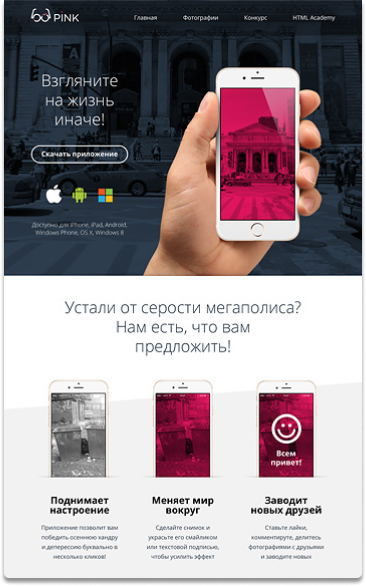 PINK
Главная Фотографии Конкурс HTML Academy
Взгляните
на жизнь
иначе!
Скачать приложение
Доступно для iPhone, iPad, Android,
Windows Phone, OS X, Windows 8
Устали от серости мегаполиса?
Нам есть, что вам
предложить!
Всем
привет!
Поднимает
настроение
Приложение позволит вам
победить осеннюю хандру
и депрессию буквально в
несколько кликов!
Меняет мир
вокруг
Сделайте снимок и
украсьте его смайликом
или текстовой подписью,
чтобы усилить эффект
Заводит
новых друзей
Ставьте лайки,
комментируйте, делитесь
фотографиями с друзьями
и заводите новых